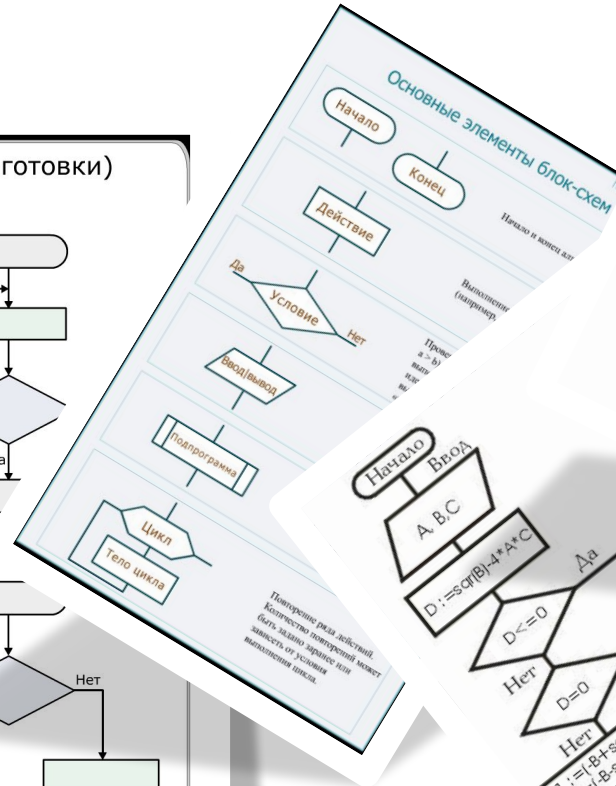 готовки)
а
Нет
Основные элементы блок-схем
Начало
Конец
Начало и конец
Действие
Да
Условие
Нет
Ввод|вывод
Подпрограмма
Цикл
Тело цикла
Повторение ряда действий.
Количество повторений может
быть задано заранее или
зависеть от условия
выполнения цикла.
Начало
Ввод
A, B,C
D:=sqr(B)-4*A*C
Да
D<=0
Нет
D=0
Нет